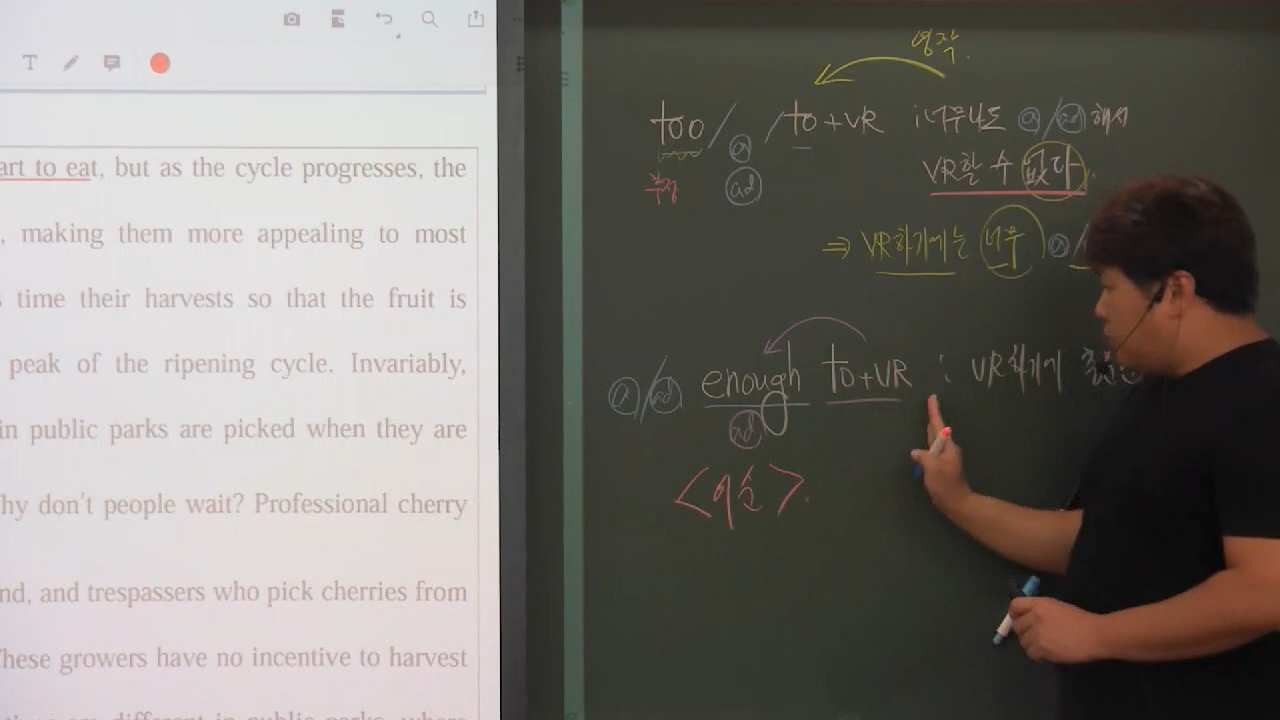 art to eat, but as the cycle progresses, the
, making them more appealing to most
s time their harvests so that the fruit is
peak of the ripening cycle. Invariably,
in public parks are picked when they are
hy don't people wait? Professional cherry
nd, and trespassers who pick cherries from
These growers have no incentive to harvest
영작.
too / ⓐ / to+VR : 너무나도 ⓐ/ad 해서
부정 ad VR할 수 없다.
⇒ VR하기에는 너무 ⓐ/
ⓐ/ad enough to+VR : VR하기에 충분
ad
<어순>.